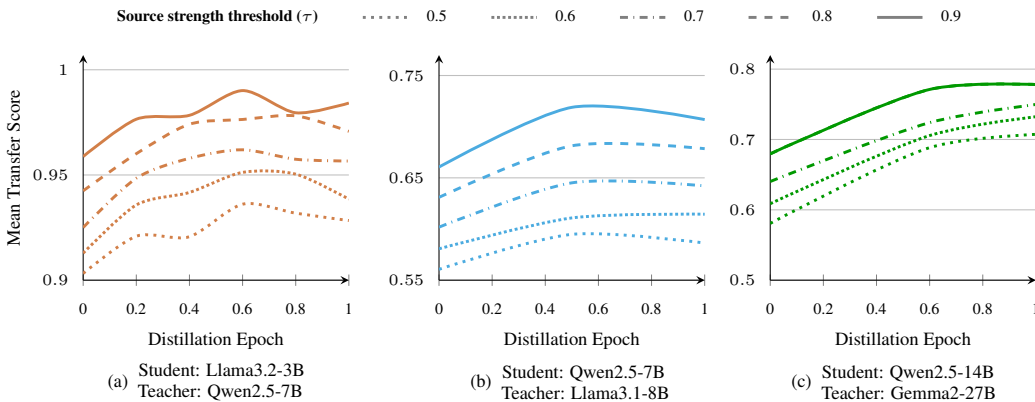 Source strength threshold (τ) 0.5 0.6 0.7 0.8 0.9
Mean Transfer Score
1
0.95
0.9
0 0.2 0.4 0.6 0.8 1
Distillation Epoch
(a) Student: Llama3.2-3B
Teacher: Qwen2.5-7B
0.75
0.65
0.55
0 0.2 0.4 0.6 0.8 1
Distillation Epoch
(b) Student: Qwen2.5-7B
Teacher: Llama3.1-8B
0.8
0.7
0.6
0.5
0 0.2 0.4 0.6 0.8 1
Distillation Epoch
(c) Student: Qwen2.5-14B
Teacher: Gemma2-27B